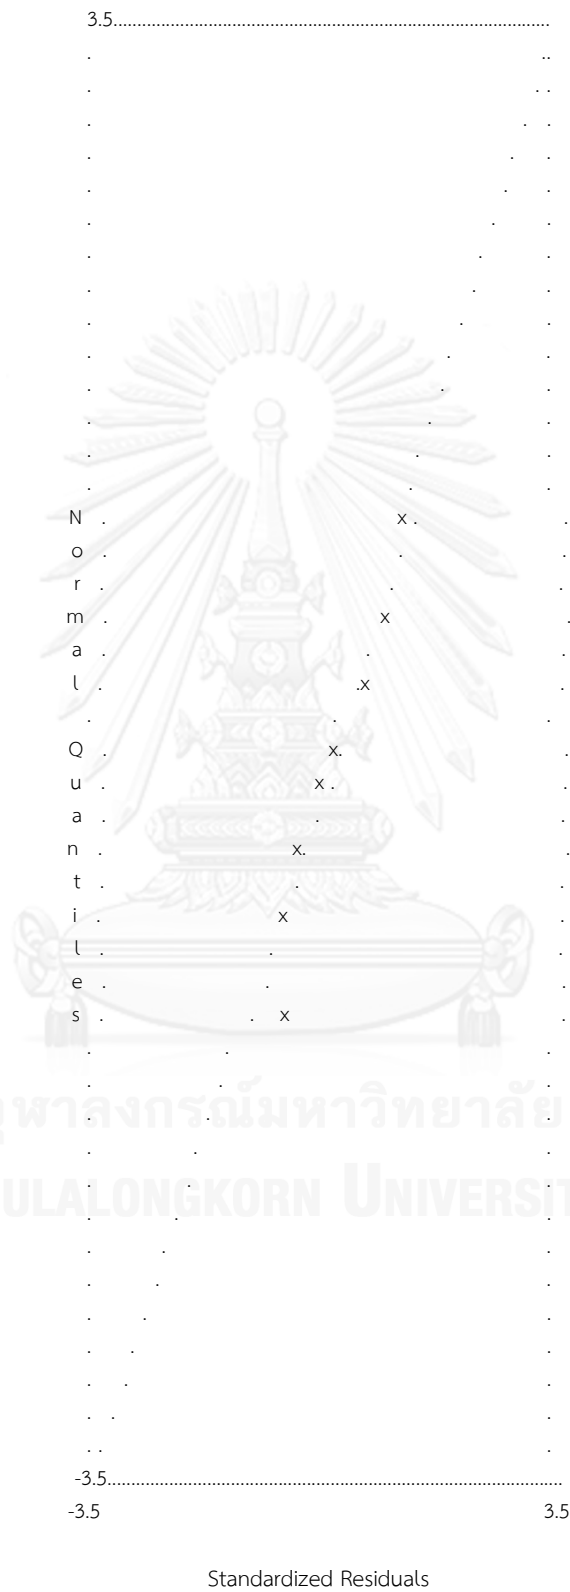 3.5..........................................................................................
. ..
. . .
. . .
. . .
. . .
. . .
. . .
. . .
. . .
. . .
. . .
. . .
. . .
. . .
N . x . .
o . . .
r . . .
m . x .
a . . .
l . .x .
. . .
Q . x. .
u . x . .
a . . .
n . x. .
t . . .
i . x .
l . . .
e . . .
s . . x .
. . .
. . .
ฬาลงกรณ์มหาวิทยาลัย
. . .
. . .
. . .
ULALONGKORN UNIVERSIT
. . .
. . .
. . .
. . .
. . .
. . .
. . .
. . .
-3.5..........................................................................................
-3.5 3.5
Standardized Residuals